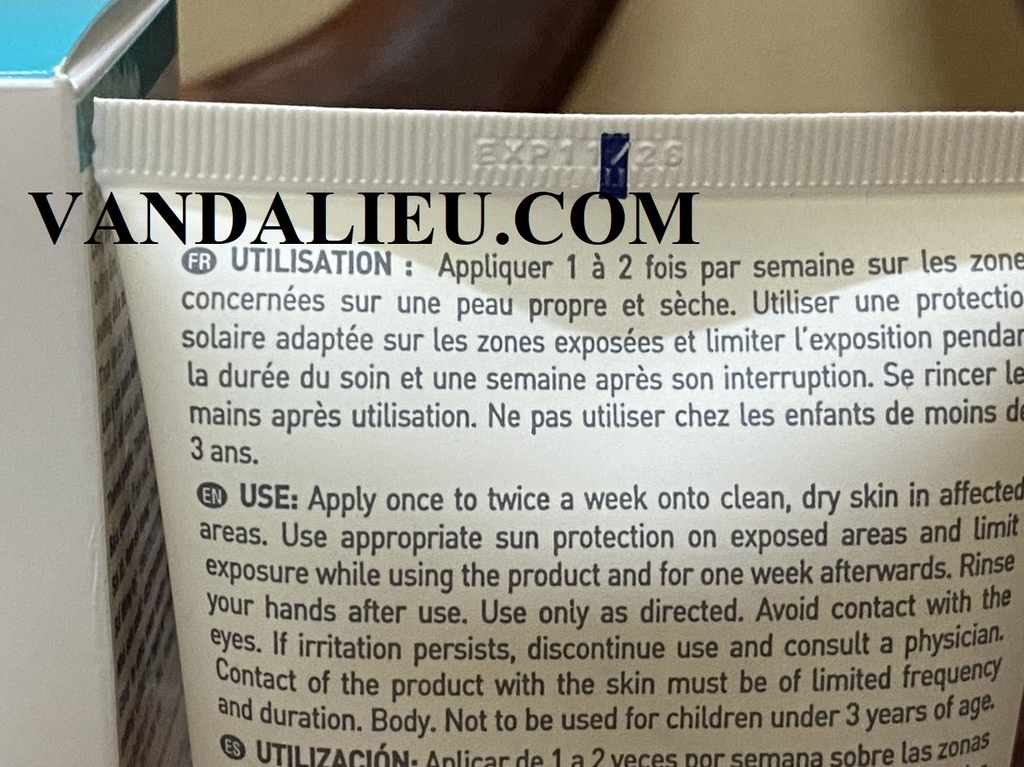 EXP11/26
VANDALIEU.COM
FR UTILISATION : Appliquer 1 à 2 fois par semaine sur les zone
concernées sur une peau propre et sèche. Utiliser une protectio
solaire adaptée sur les zones exposées et limiter l'exposition pendan
la durée du soin et une semaine après son interruption. Se rincer le
mains après utilisation. Ne pas utiliser chez les enfants de moins de
3 ans.
EN USE: Apply once to twice a week onto clean, dry skin in affected
areas. Use appropriate sun protection on exposed areas and limit
exposure while using the product and for one week afterwards. Rinse
your hands after use. Use only as directed. Avoid contact with the
eyes. If irritation persists, discontinue use and consult a physician.
Contact of the product with the skin must be of limited frequency
and duration. Body. Not to be used for children under 3 years of age.
ES UTILIZACIÓN: Aplicar de 1 a 2 veces por semana sobre las zonas